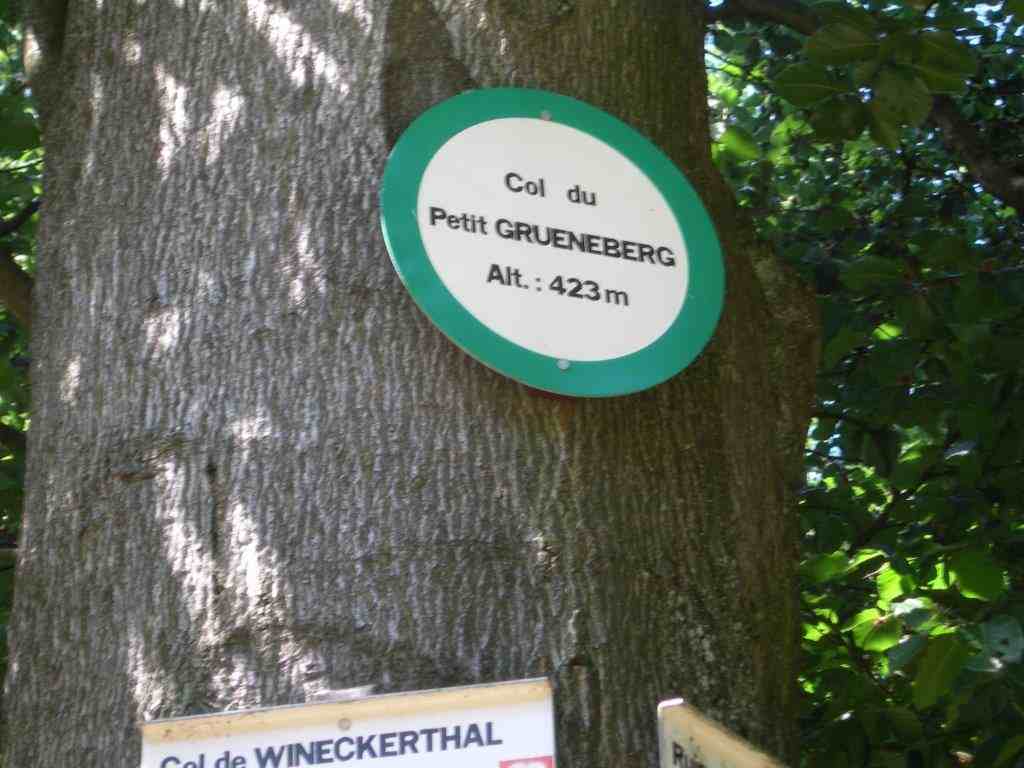 Col du
Petit GRUENEBERG
Alt. : 423 m
Col de WINECKERTHAL